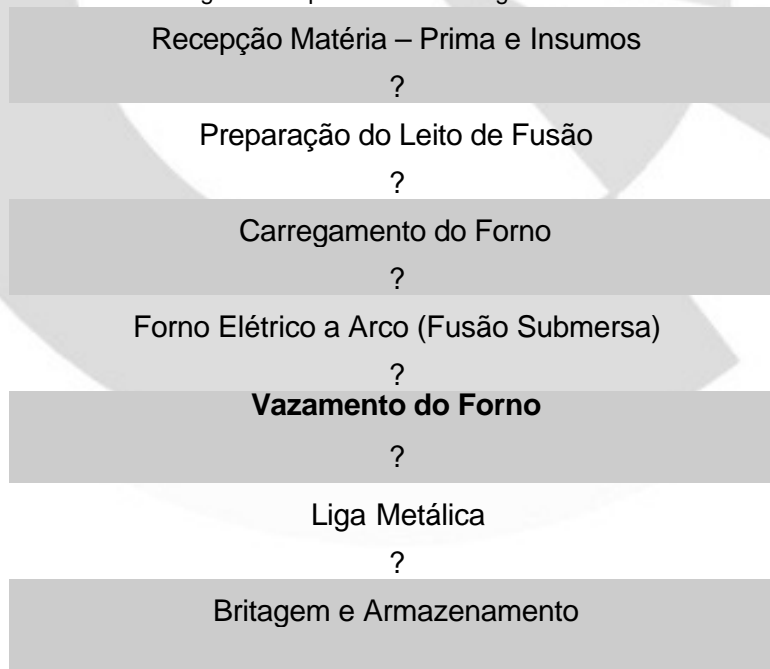 Recepção Matéria – Prima e Insumos
?
Preparação do Leito de Fusão
?
Carregamento do Forno
?
Forno Elétrico a Arco (Fusão Submersa)
?
Vazamento do Forno
?
Liga Metálica
?
Britagem e Armazenamento